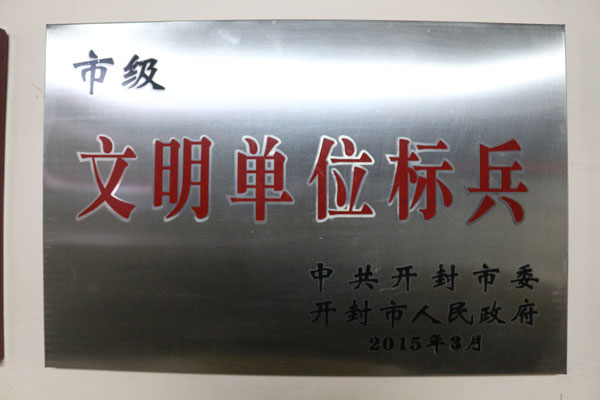 市级
文明单位标兵
中共开封市委
开封市人民政府
2015年3月